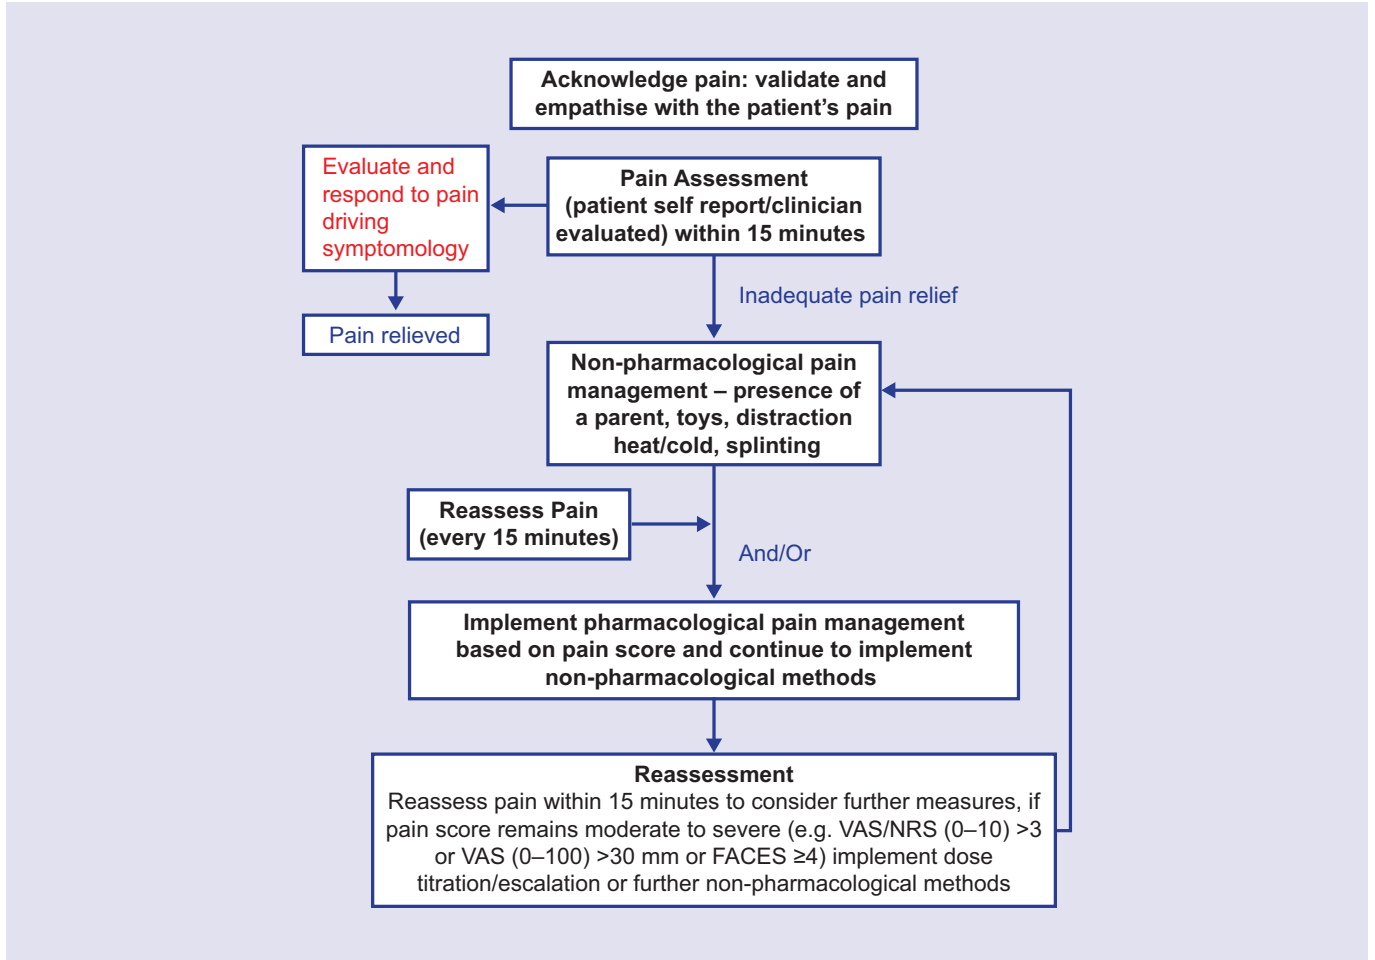 Acknowledge pain: validate and
empathise with the patient's pain
Evaluate and
respond to pain
driving
symptomology
Pain Assessment
(patient self report/clinician
evaluated) within 15 minutes
Inadequate pain relief
Pain relieved
Non-pharmacological pain
management – presence of
a parent, toys, distraction
heat/cold, splinting
Reassess Pain
(every 15 minutes)
And/Or
Implement pharmacological pain management
based on pain score and continue to implement
non-pharmacological methods
Reassessment
Reassess pain within 15 minutes to consider further measures, if
pain score remains moderate to severe (e.g. VAS/NRS (0–10) >3
or VAS (0–100) >30 mm or FACES ≥4) implement dose
titration/escalation or further non-pharmacological methods